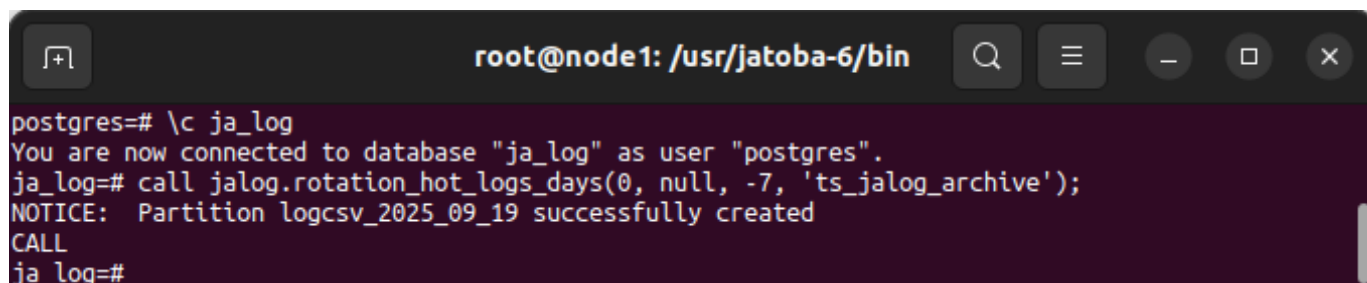 root@node1: /usr/jatoba-6/bin
postgres=# \c ja_log
You are now connected to database "ja_log" as user "postgres".
ja_log=# call jalog.rotation_hot_logs_days(0, null, -7, 'ts_jalog_archive');
NOTICE:  Partition logcsv_2025_09_19 successfully created
CALL
ja_log=#